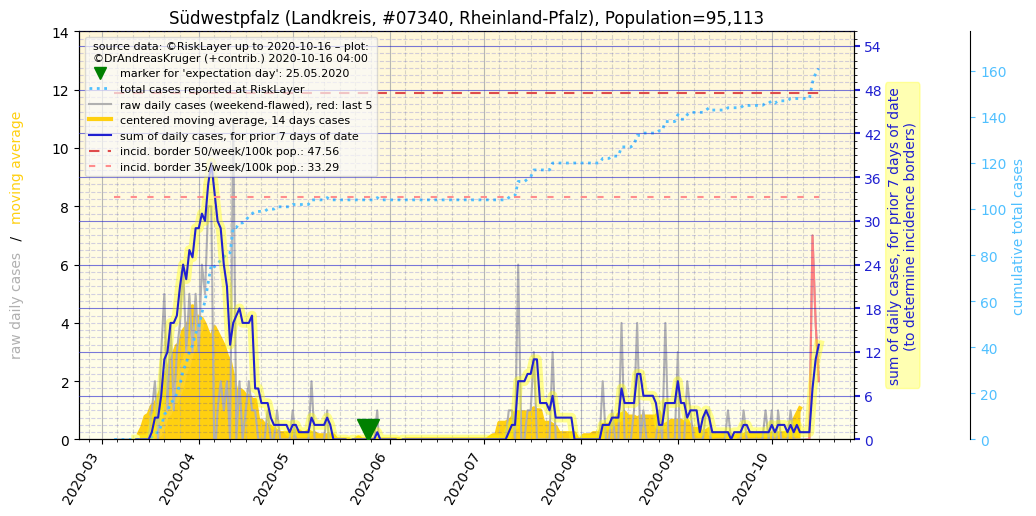 Südwestpfalz (Landkreis, #07340, Rheinland-Pfalz), Population=95,113
source data: ©RiskLayer up to 2020-10-16 – plot:
©DrAndreasKruger (+contrib.) 2020-10-16 04:00
marker for 'expectation day': 25.05.2020
total cases reported at RiskLayer
raw daily cases (weekend-flawed), red: last 5
centered moving average, 14 days cases
sum of daily cases, for prior 7 days of date
incid. border 50/week/100k pop.: 47.56
incid. border 35/week/100k pop.: 33.29
raw daily cases / moving average
14
12
10
8
6
4
2
0
54
48
42
36
30
24
18
12
6
0
sum of daily cases, for prior 7 days of date
(to determine incidence borders)
160
140
120
100
80
60
40
20
0
cumulative total cases
2020-03
2020-04
2020-05
2020-06
2020-07
2020-08
2020-09
2020-10